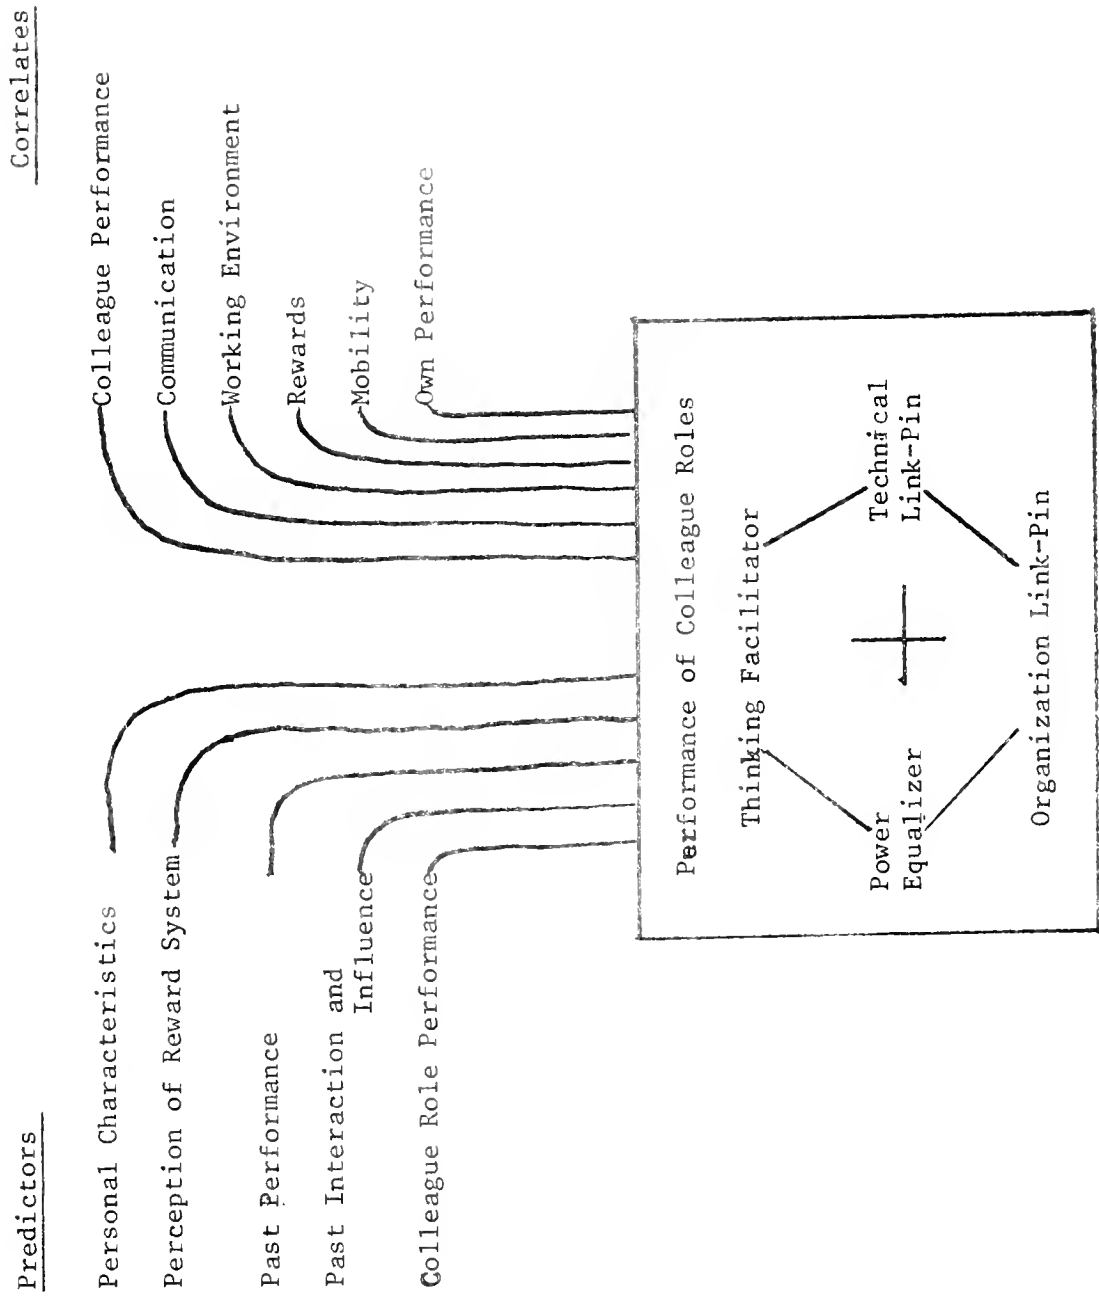 Predictors
Personal Characteristics
Perception of Reward System
Past Performance
Past Interaction and
Influence
Colleague Role Performance
Correlates
Colleague Performance
Communication
Working Environment
Rewards
Mobility
Own Performance
Performance of Colleague Roles
Thinking Facilitator
Power
Equalizer
Technical
Link-Pin
Organization Link-Pin